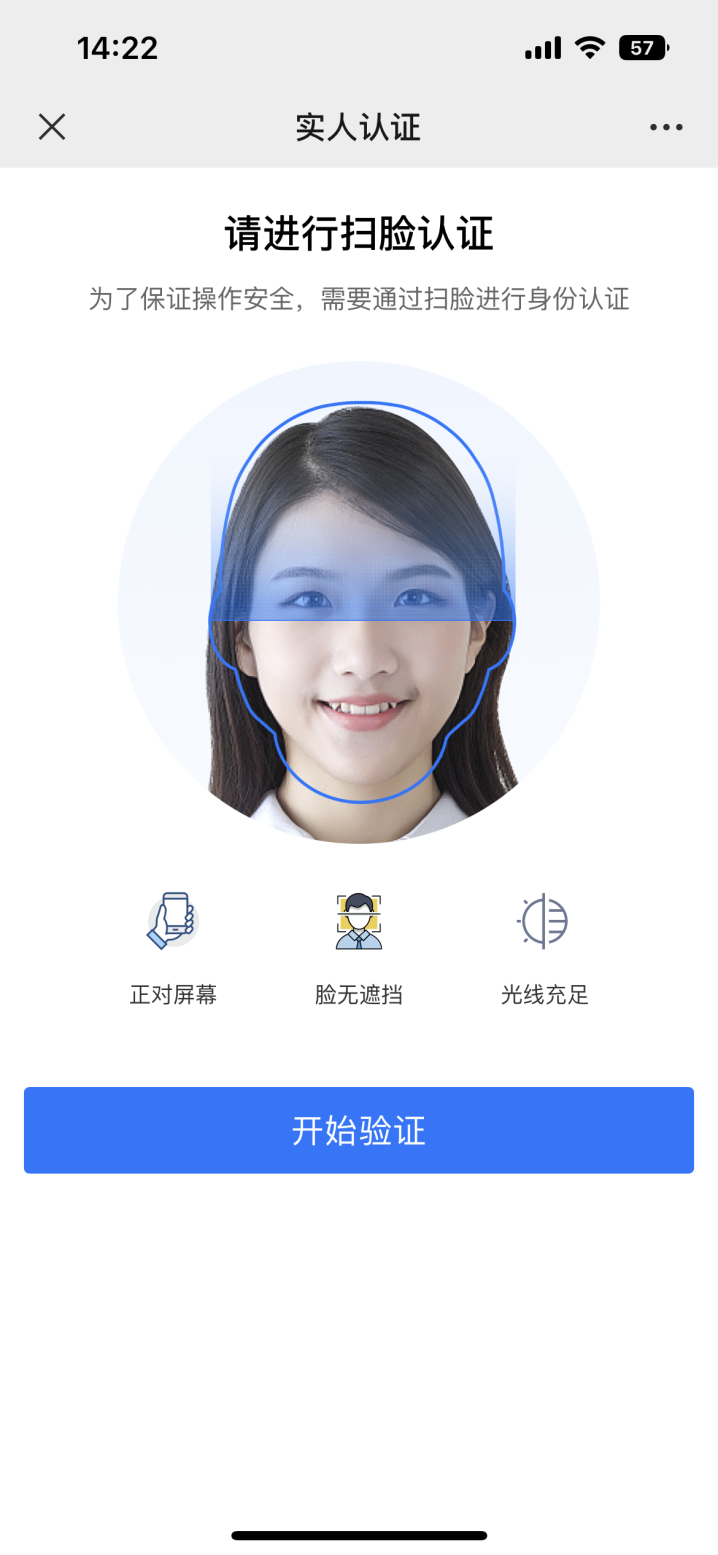 14:22
57
实人认证
请进行扫脸认证
为了保证操作安全，需要通过扫脸进行身份认证
正对屏幕
脸无遮挡
光线充足
开始验证